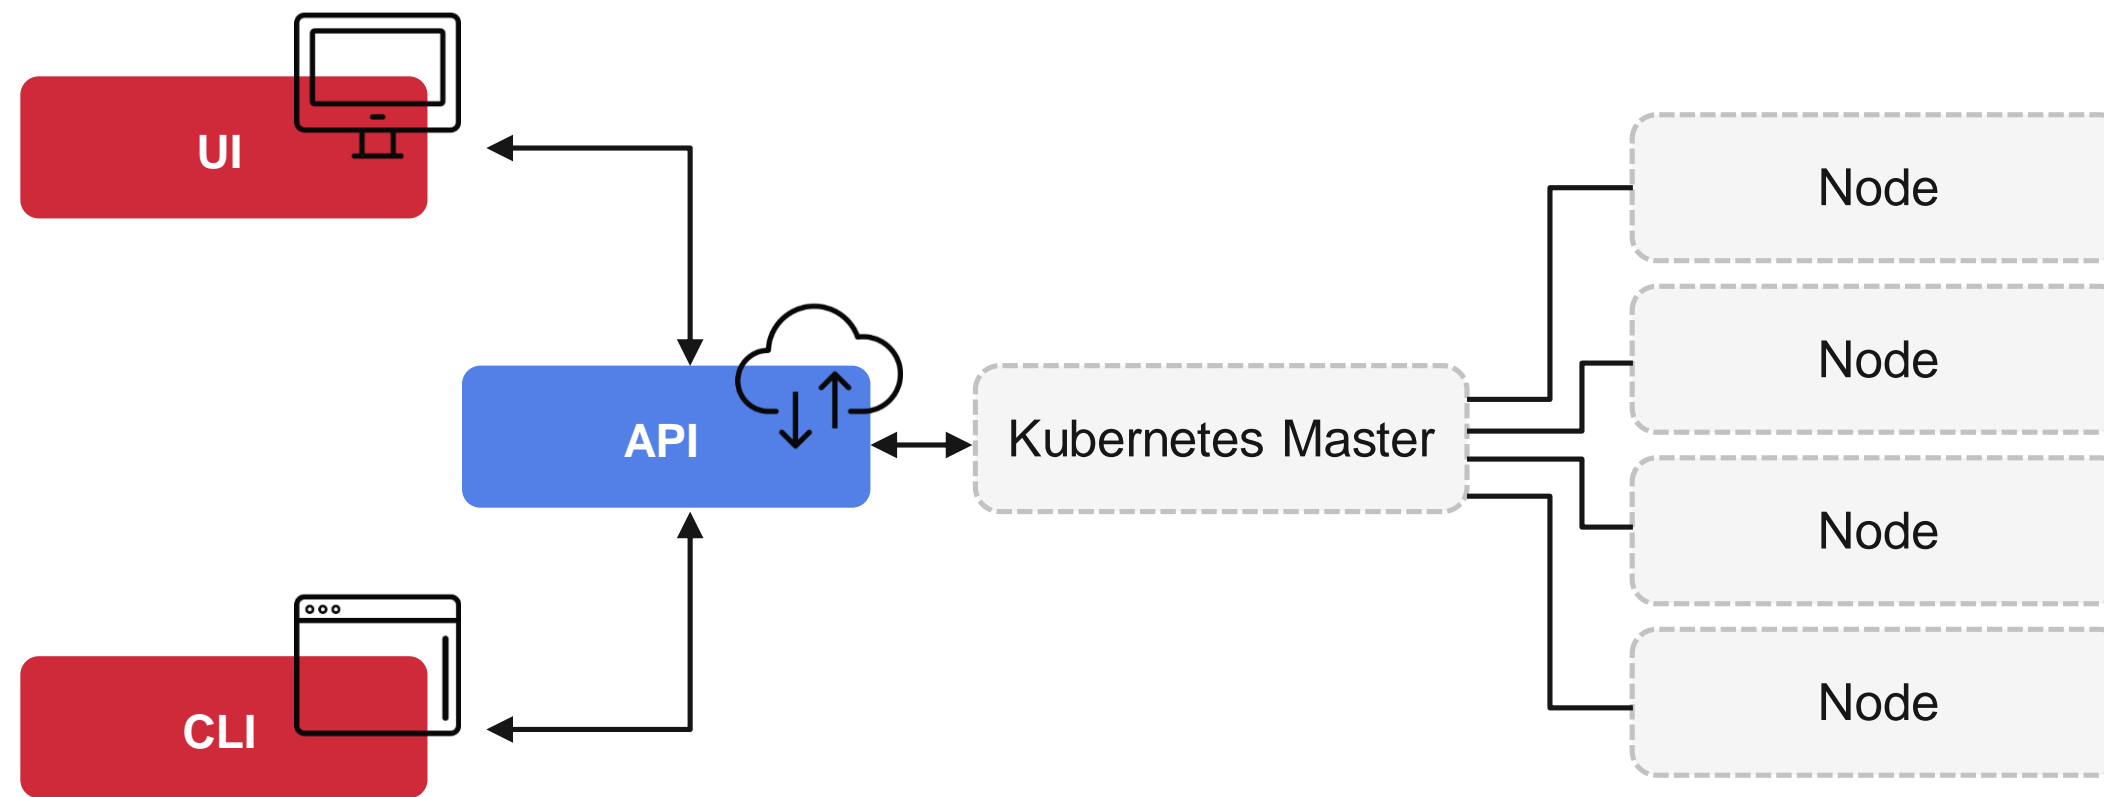 UI
API
CLI
Kubernetes Master
Node
Node
Node
Node